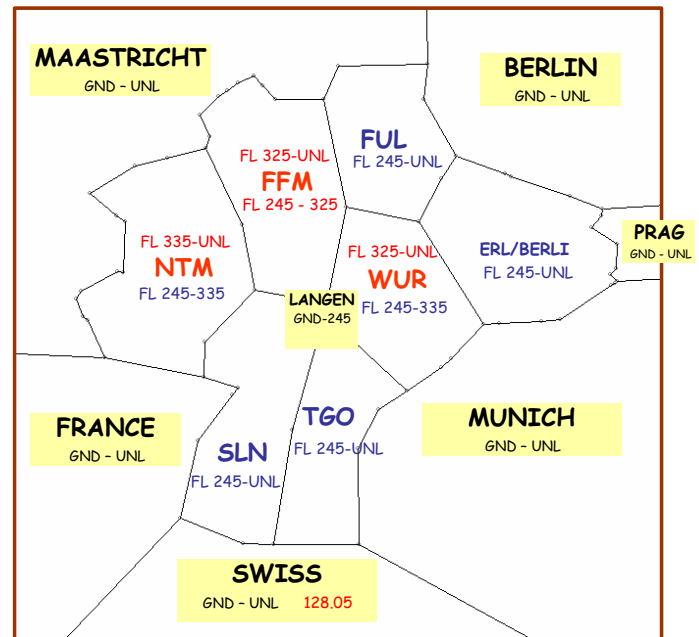 MAASTRICHT
GND – UNL
BERLIN
GND – UNL
FUL
FL 245-UNL
FL 325-UNL
FFM
FL 245 - 325
FL 335-UNL
NTM
FL 245-335
FL 325-UNL
WUR
FL 245-335
ERL/BERLI
FL 245-UNL
PRAG
GND – UNL
LANGEN
GND-245
FRANCE
GND – UNL
SLN
FL 245-UNL
TGO
FL 245-UNL
MUNICH
GND – UNL
SWISS
GND – UNL 128.05